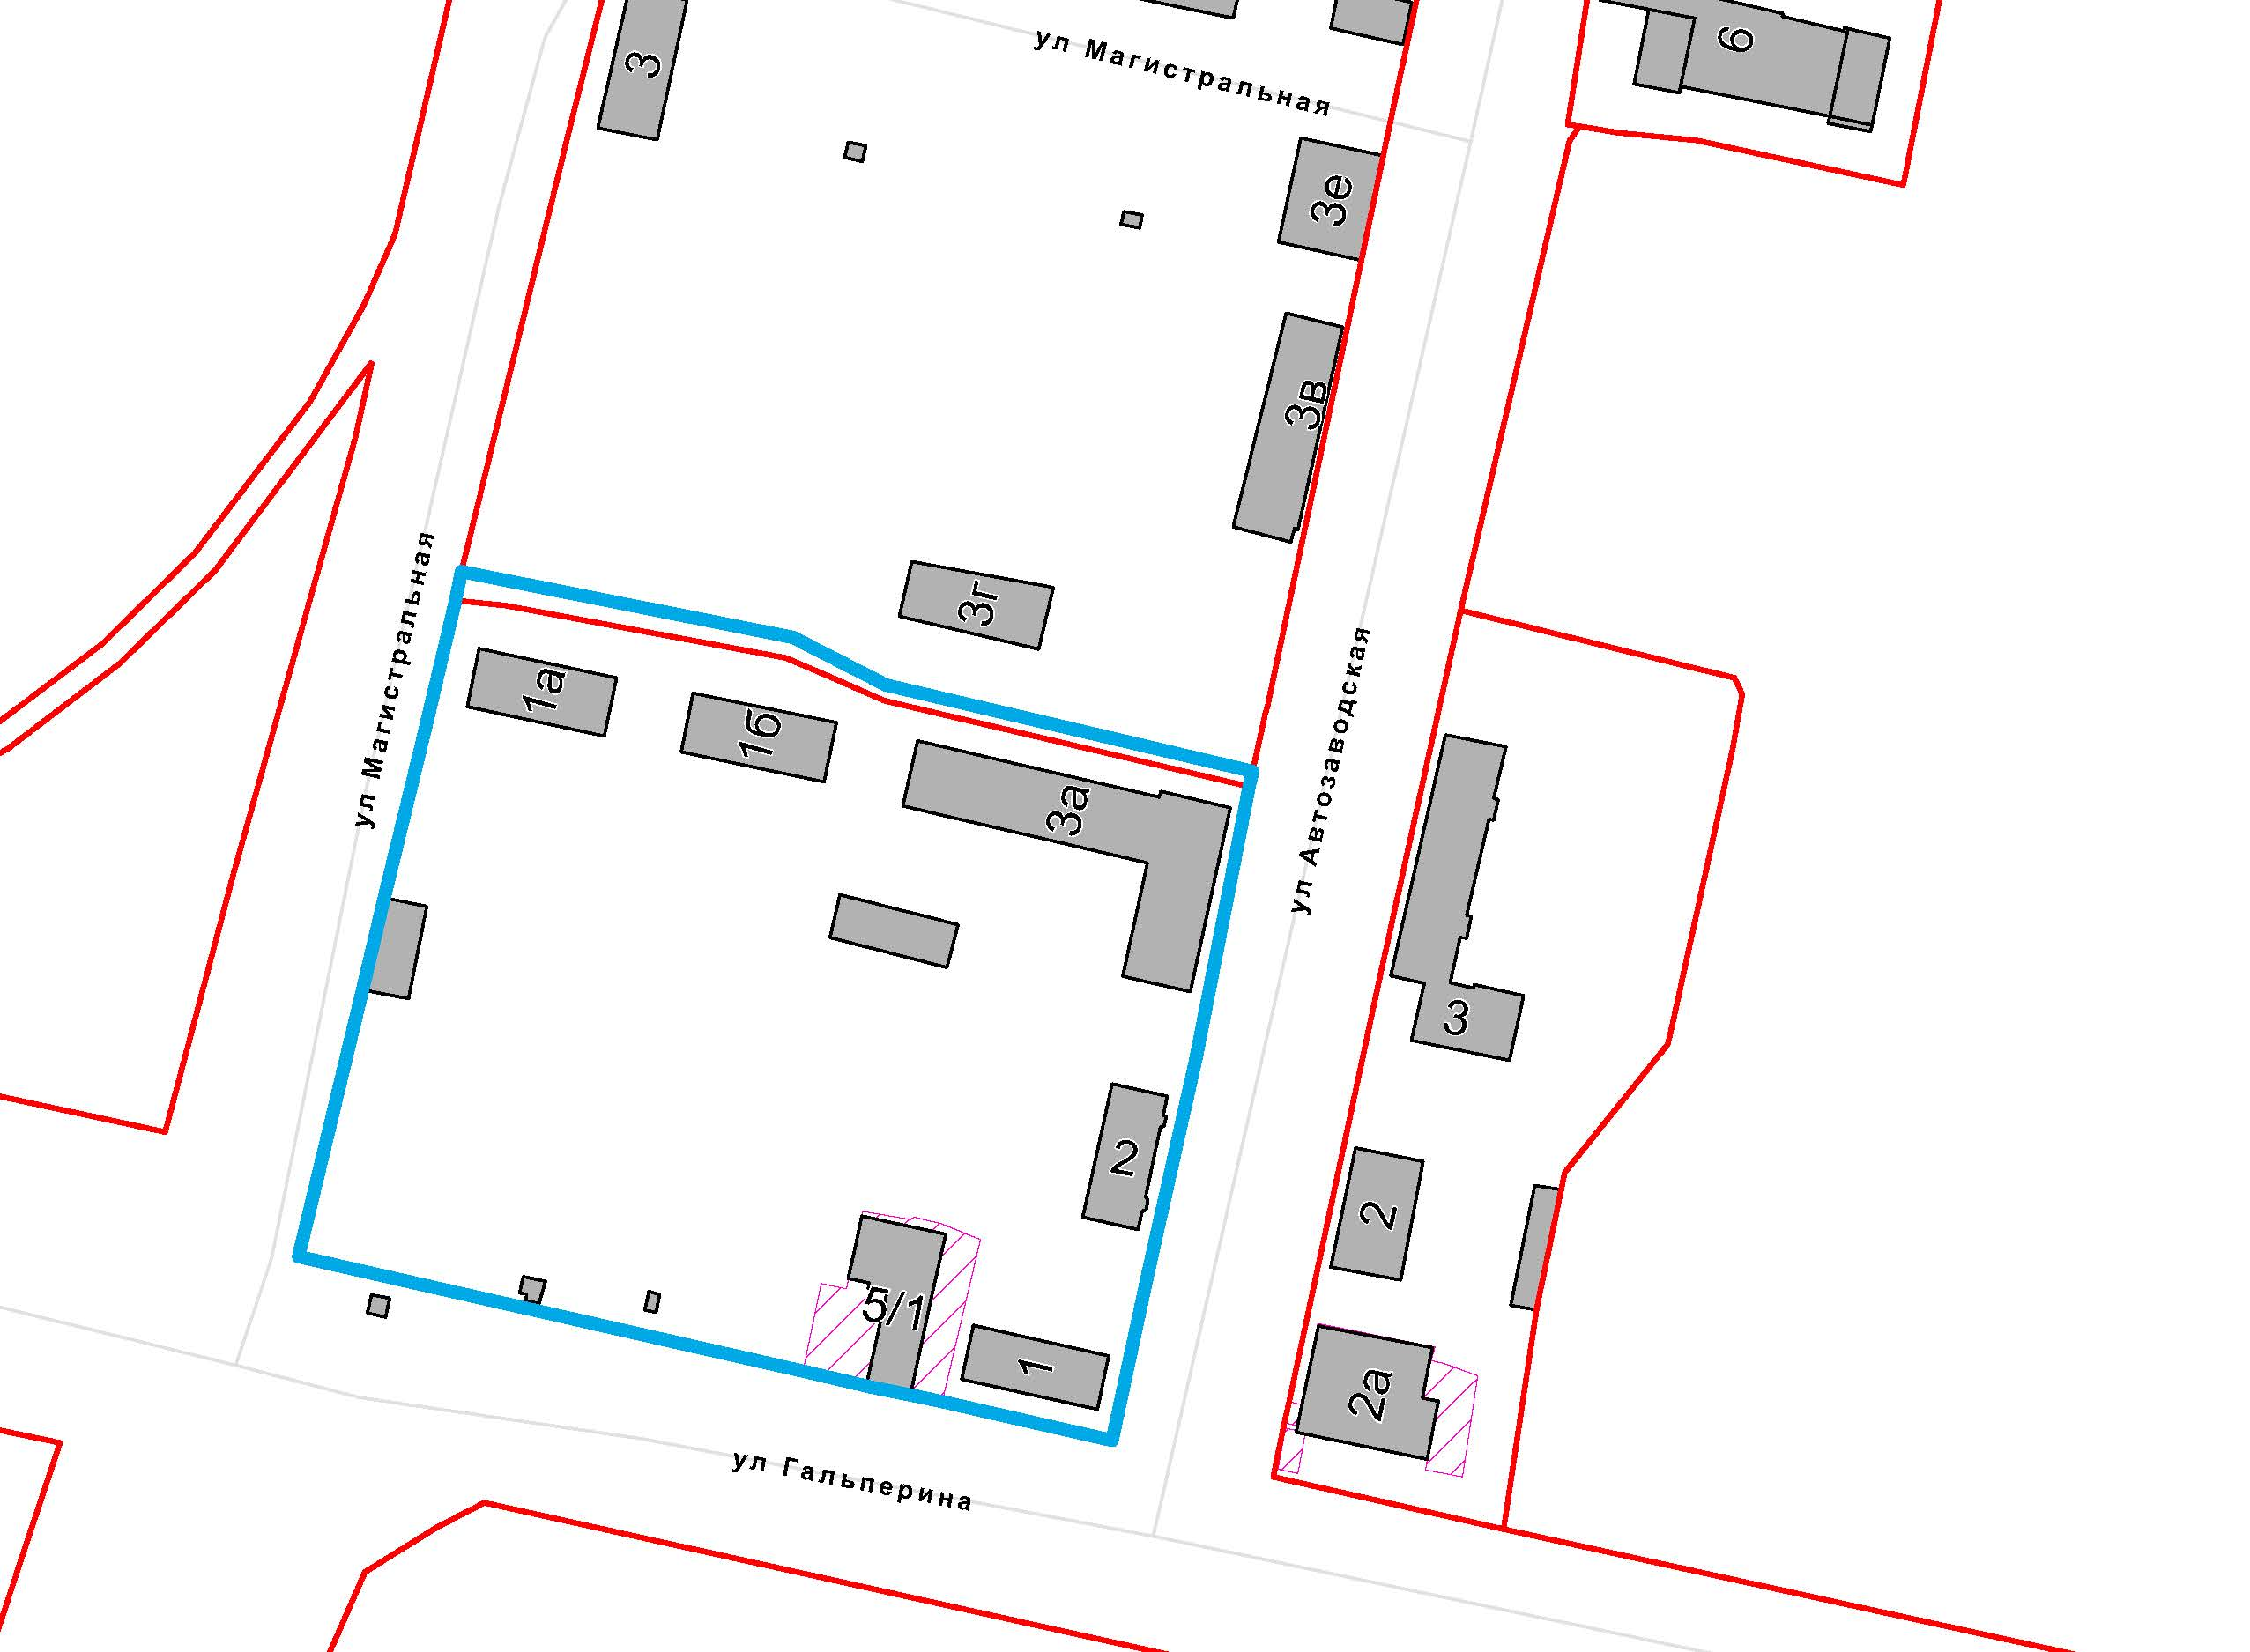 3
ул Магистральная
6
3е
3в
3г
ул Магистральная
1а
1б
3а
ул Автозаводская
3
2
2
5/1
1
2а
ул Гальперина